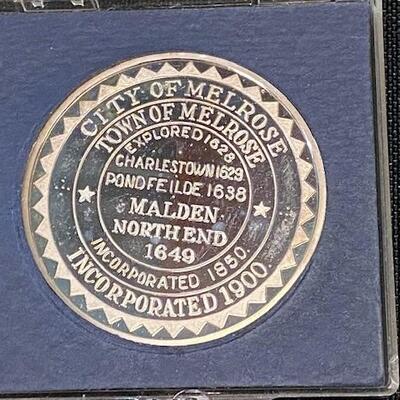 CITY OF MELROSE
TOWN OF MELROSE
EXPLORED 1628
CHARLESTOWN 1629
PONDFEILDE 1638
MALDEN
NORTH END
1649
INCORPORATED 1850.
INCORPORATED 1900.